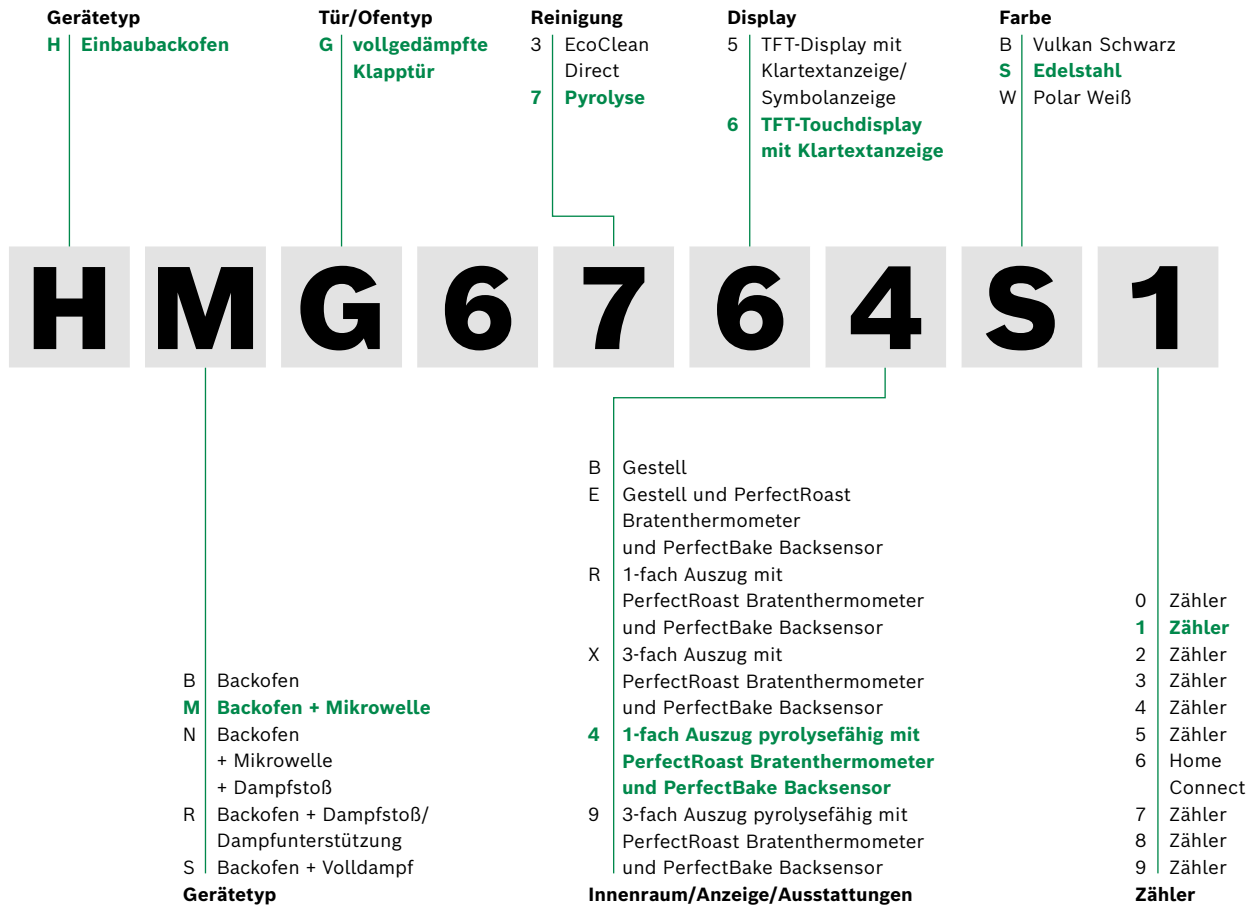 Gerätetyp
H Einbaubackofen
Tür/Ofentyp
G vollgedämpfte
Klapptür
Reinigung
3 EcoClean
Direct
7 Pyrolyse
Display
5 TFT-Display mit
Klartextanzeige/
Symbolanzeige
6 TFT-Touchdisplay
mit Klartextanzeige
Farbe
B Vulkan Schwarz
S Edelstahl
W Polar Weiß
H M G 6 7 6 4 S 1
B Backofen
M Backofen + Mikrowelle
N Backofen
+ Mikrowelle
+ Dampfstoß
R Backofen + Dampfstoß/
Dampfunterstützung
S Backofen + Volldampf
Gerätetyp
B Gestell
E Gestell und PerfectRoast
Bratenthermometer
und PerfectBake Backsensor
R 1-fach Auszug mit
PerfectRoast Bratenthermometer
und PerfectBake Backsensor
X 3-fach Auszug mit
PerfectRoast Bratenthermometer
und PerfectBake Backsensor
4 1-fach Auszug pyrolysefähig mit
PerfectRoast Bratenthermometer
und PerfectBake Backsensor
9 3-fach Auszug pyrolysefähig mit
PerfectRoast Bratenthermometer
und PerfectBake Backsensor
Innenraum/Anzeige/Ausstattungen
0 Zähler
1 Zähler
2 Zähler
3 Zähler
4 Zähler
5 Zähler
6 Home
Connect
7 Zähler
8 Zähler
9 Zähler
Zähler